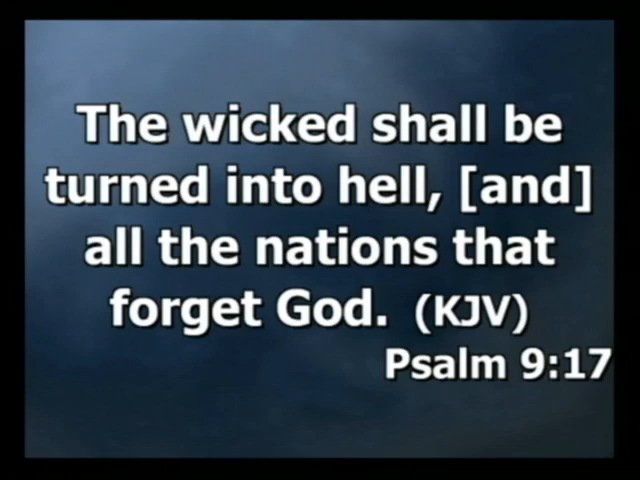 The wicked shall be
turned into hell, [and]
all the nations that
forget God. (KJV)
Psalm 9:17